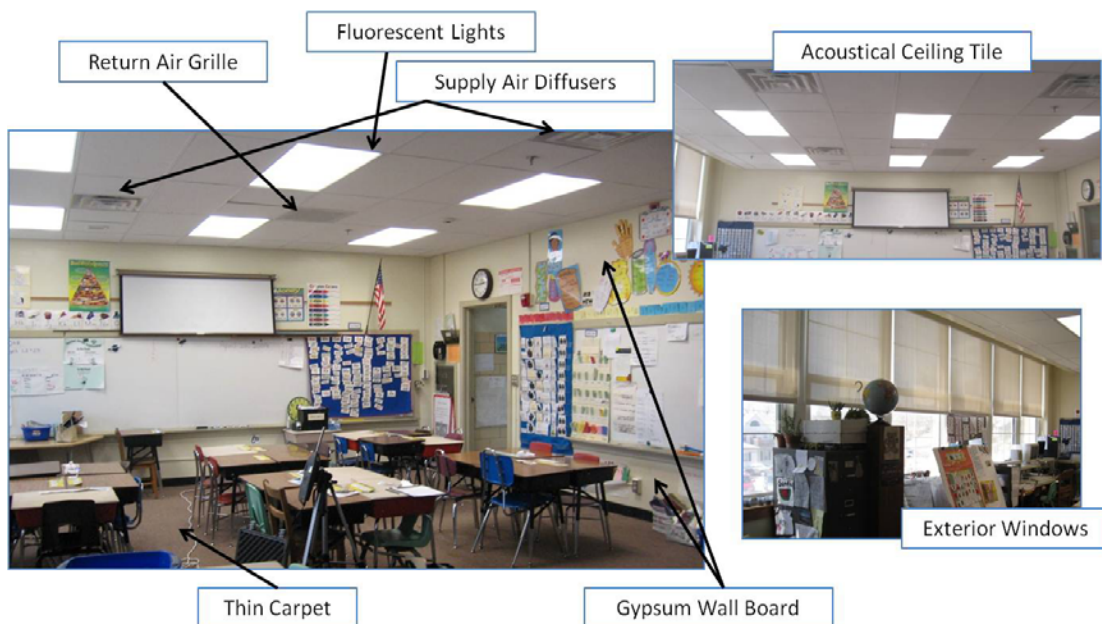 Fluorescent Lights
Return Air Grille
Supply Air Diffusers
Acoustical Ceiling Tile
Exterior Windows
Thin Carpet
Gypsum Wall Board